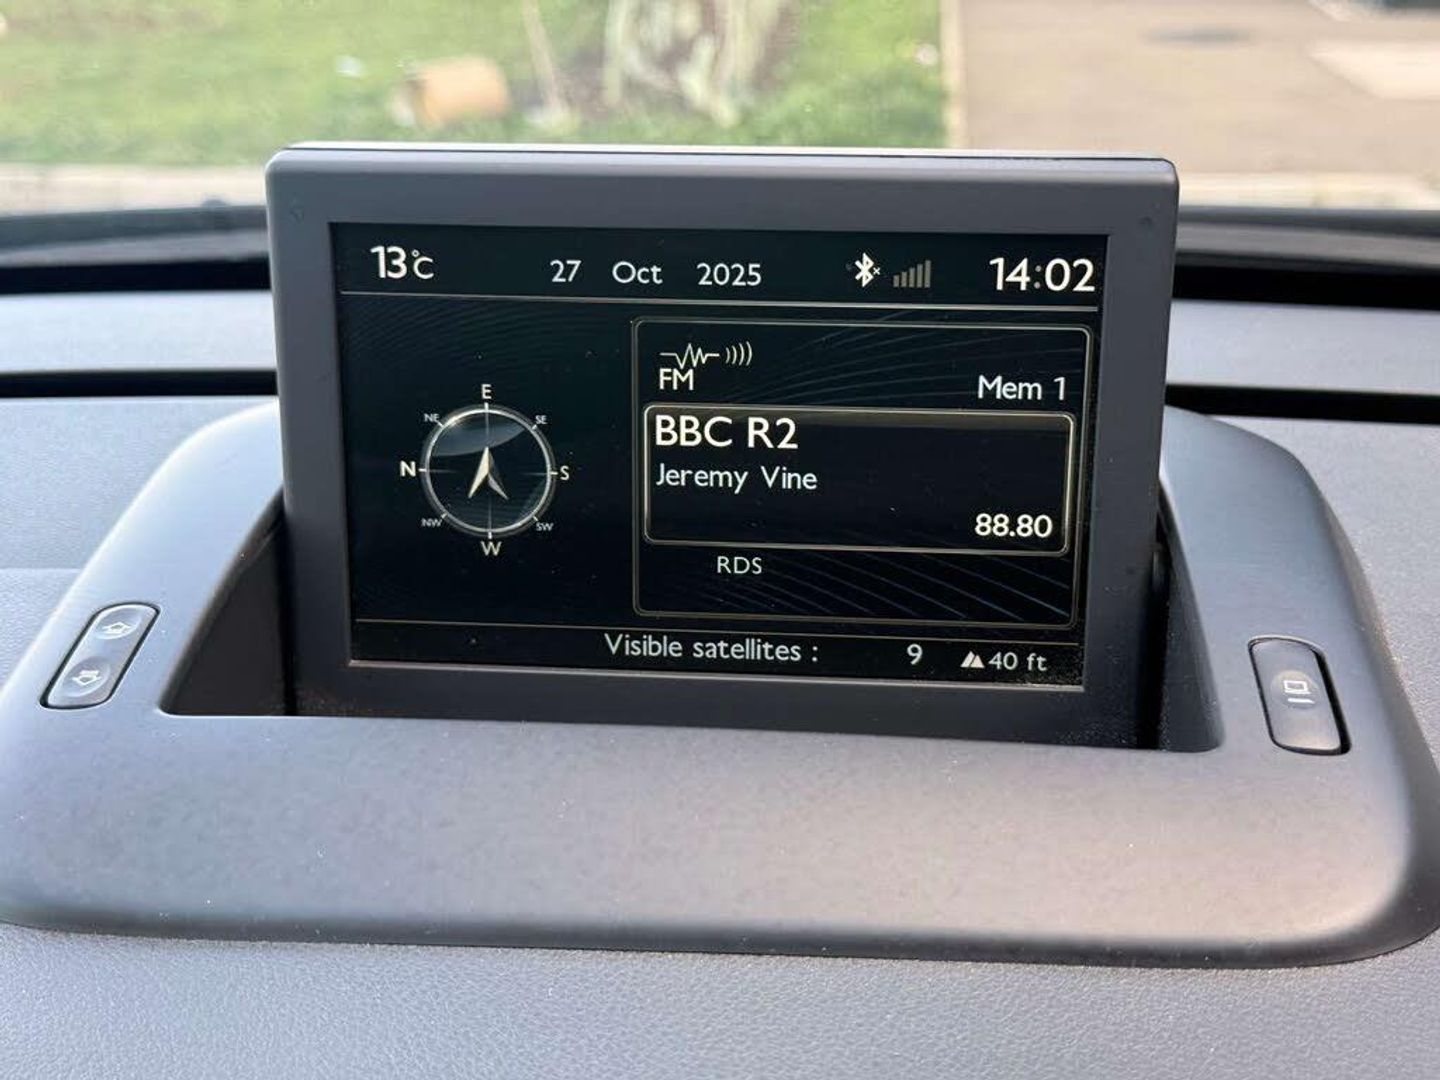 13°C 27 Oct 2025 14:02
FM
Mem 1
BBC R2
Jeremy Vine
88.80
RDS
E
NE SE
N S
NW SW
W
Visible satellites : 9 40 ft